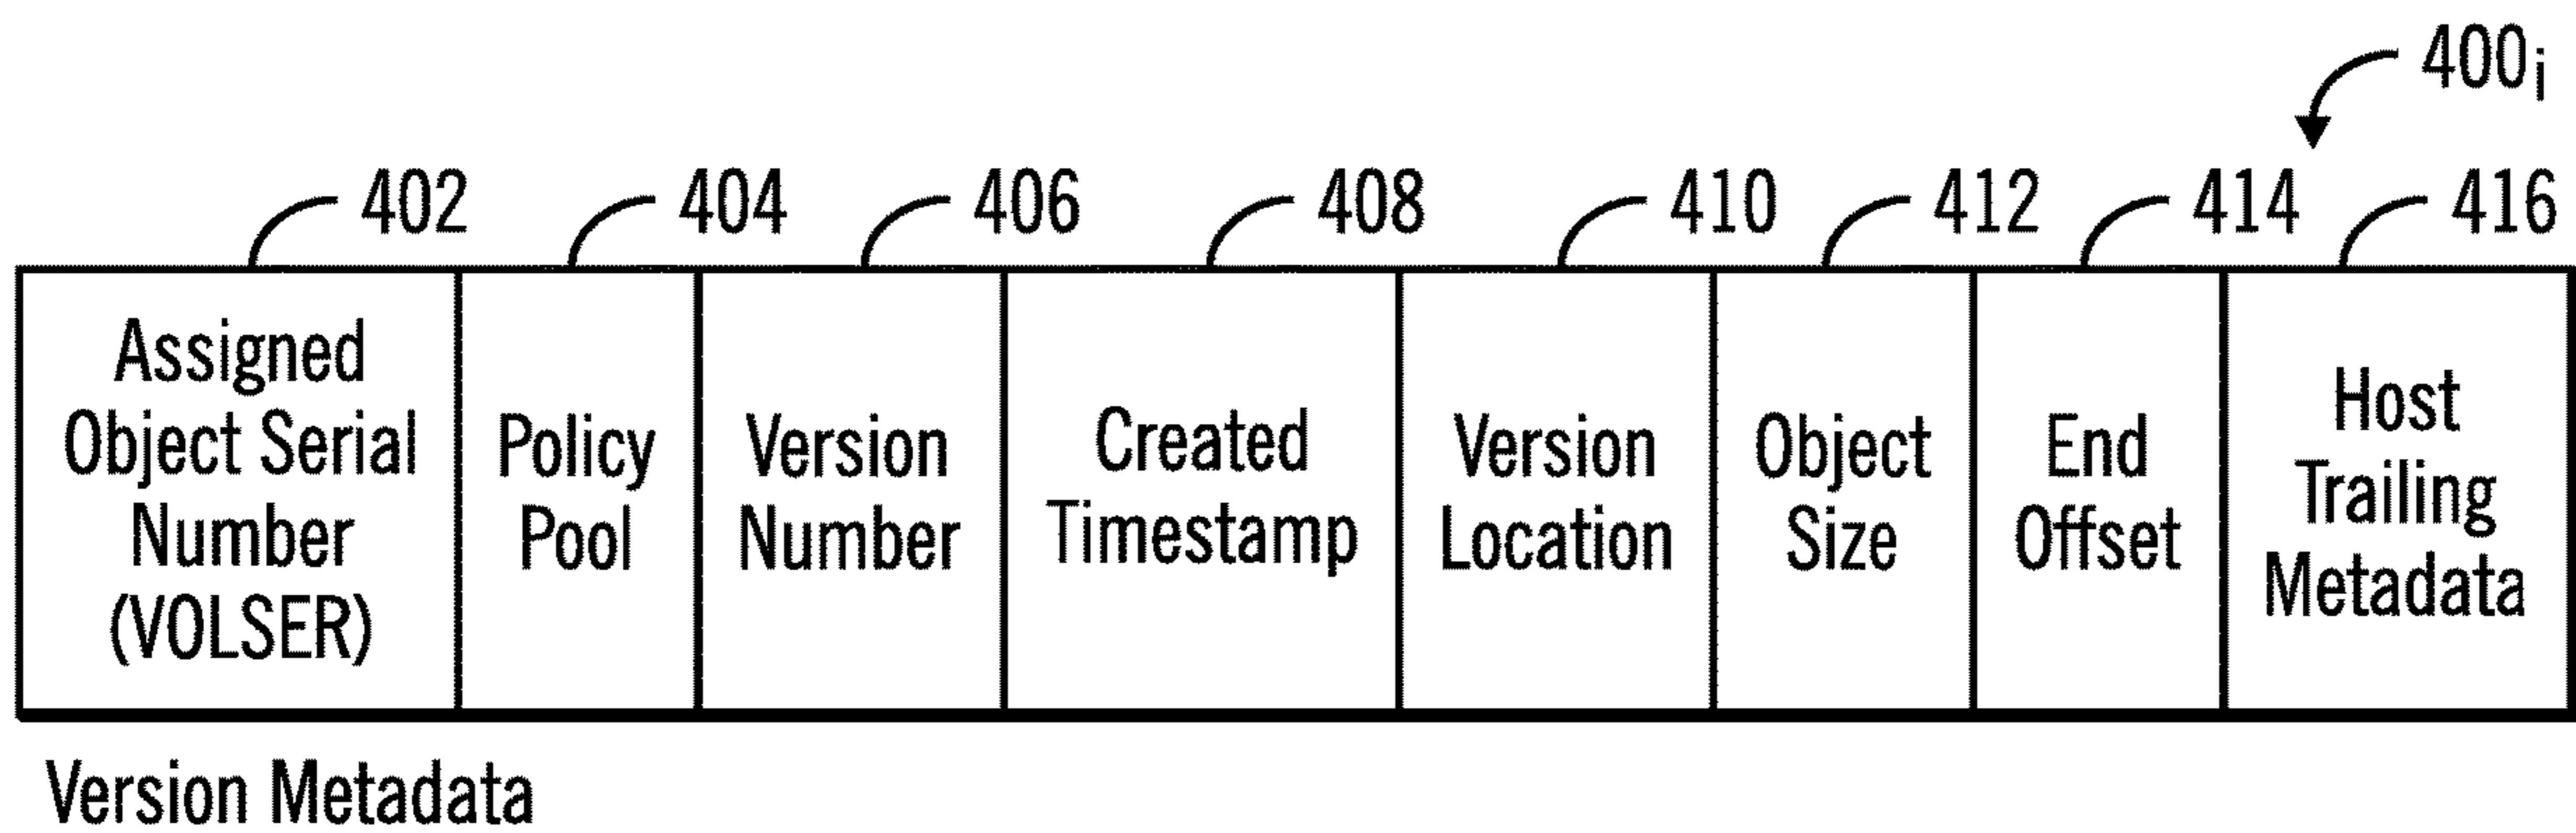 400i
402 404 406 408 410 412 414 416
Assigned
Object Serial
Number
(VOLSER)
Policy
Pool
Version
Number
Created
Timestamp
Version
Location
Object
Size
End
Offset
Host
Trailing
Metadata
Version Metadata